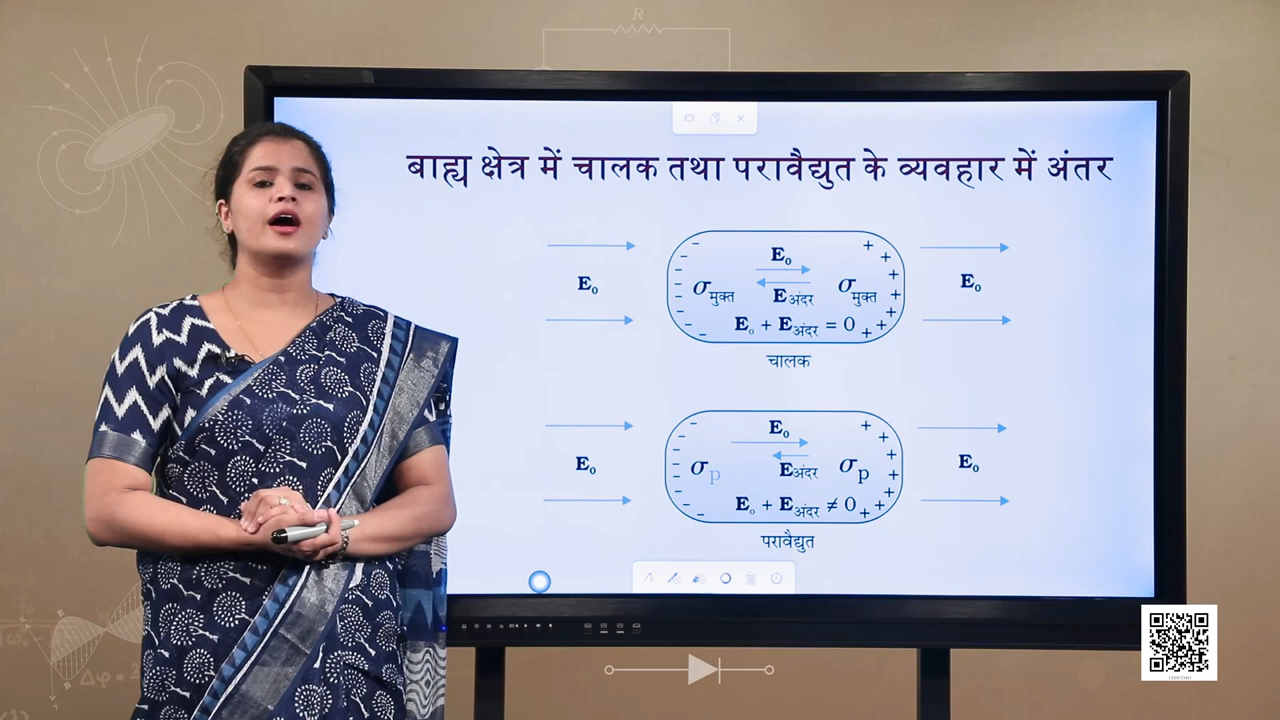 R
बाह्य क्षेत्र में चालक तथा परावैद्युत के व्यवहार में अंतर
E₀ E₀ E₀
σमुक्त Eअंदर σमुक्त
E₀ + Eअंदर = 0
चालक
E₀ E₀ E₀
σp Eअंदर σp
E₀ + Eअंदर ≠ 0
परावैद्युत
Δφ =